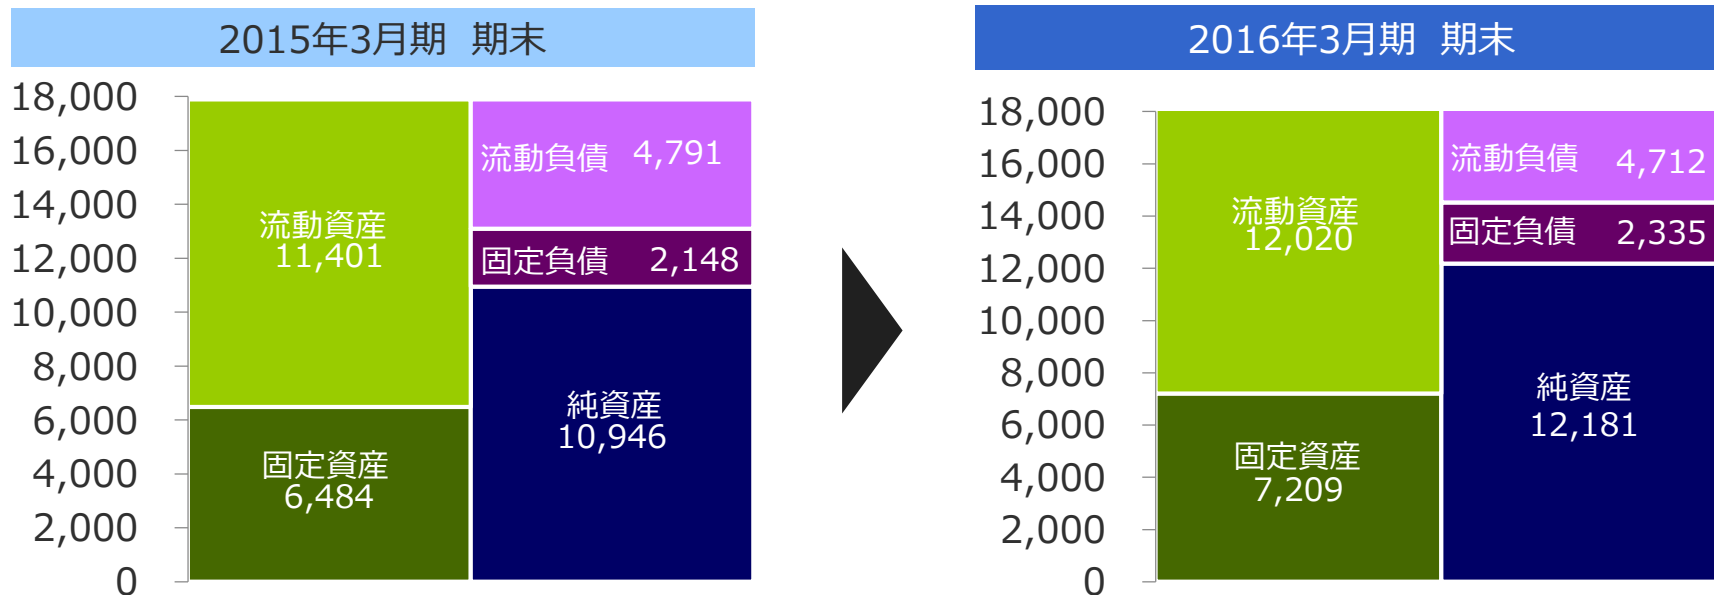 2015年3月期 期末
18,000
16,000
14,000
12,000
10,000
8,000
6,000
4,000
2,000
0
流動資産
11,401
固定資産
6,484
流動負債 4,791
固定負債 2,148
純資産
10,946
2016年3月期 期末
18,000
16,000
14,000
12,000
10,000
8,000
6,000
4,000
2,000
0
流動資産
12,020
固定資産
7,209
流動負債 4,712
固定負債 2,335
純資産
12,181